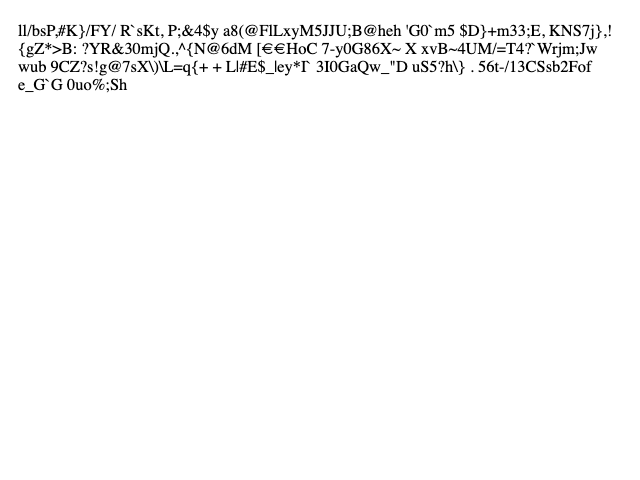 ll/bsP,#K}/FY/ R`sKt, P;&4$y a8(@FlLxyM5JJU;B@heh 'G0`m5 $D}+m33;E, KNS7j},!
{gZ*>B: ?YR&30mjQ.,^{N@6dM [€€HoC 7-y0G86X~ X xvB~4UM/=T4?`Wrjm;Jw
wub 9CZ?s!g@7sX\)\L=q{+ + L|#E$_|ey*I` 3I0GaQw_"D uS5?h\} . 56t-/13CSsb2Fof
e_G`G 0uo%;Sh